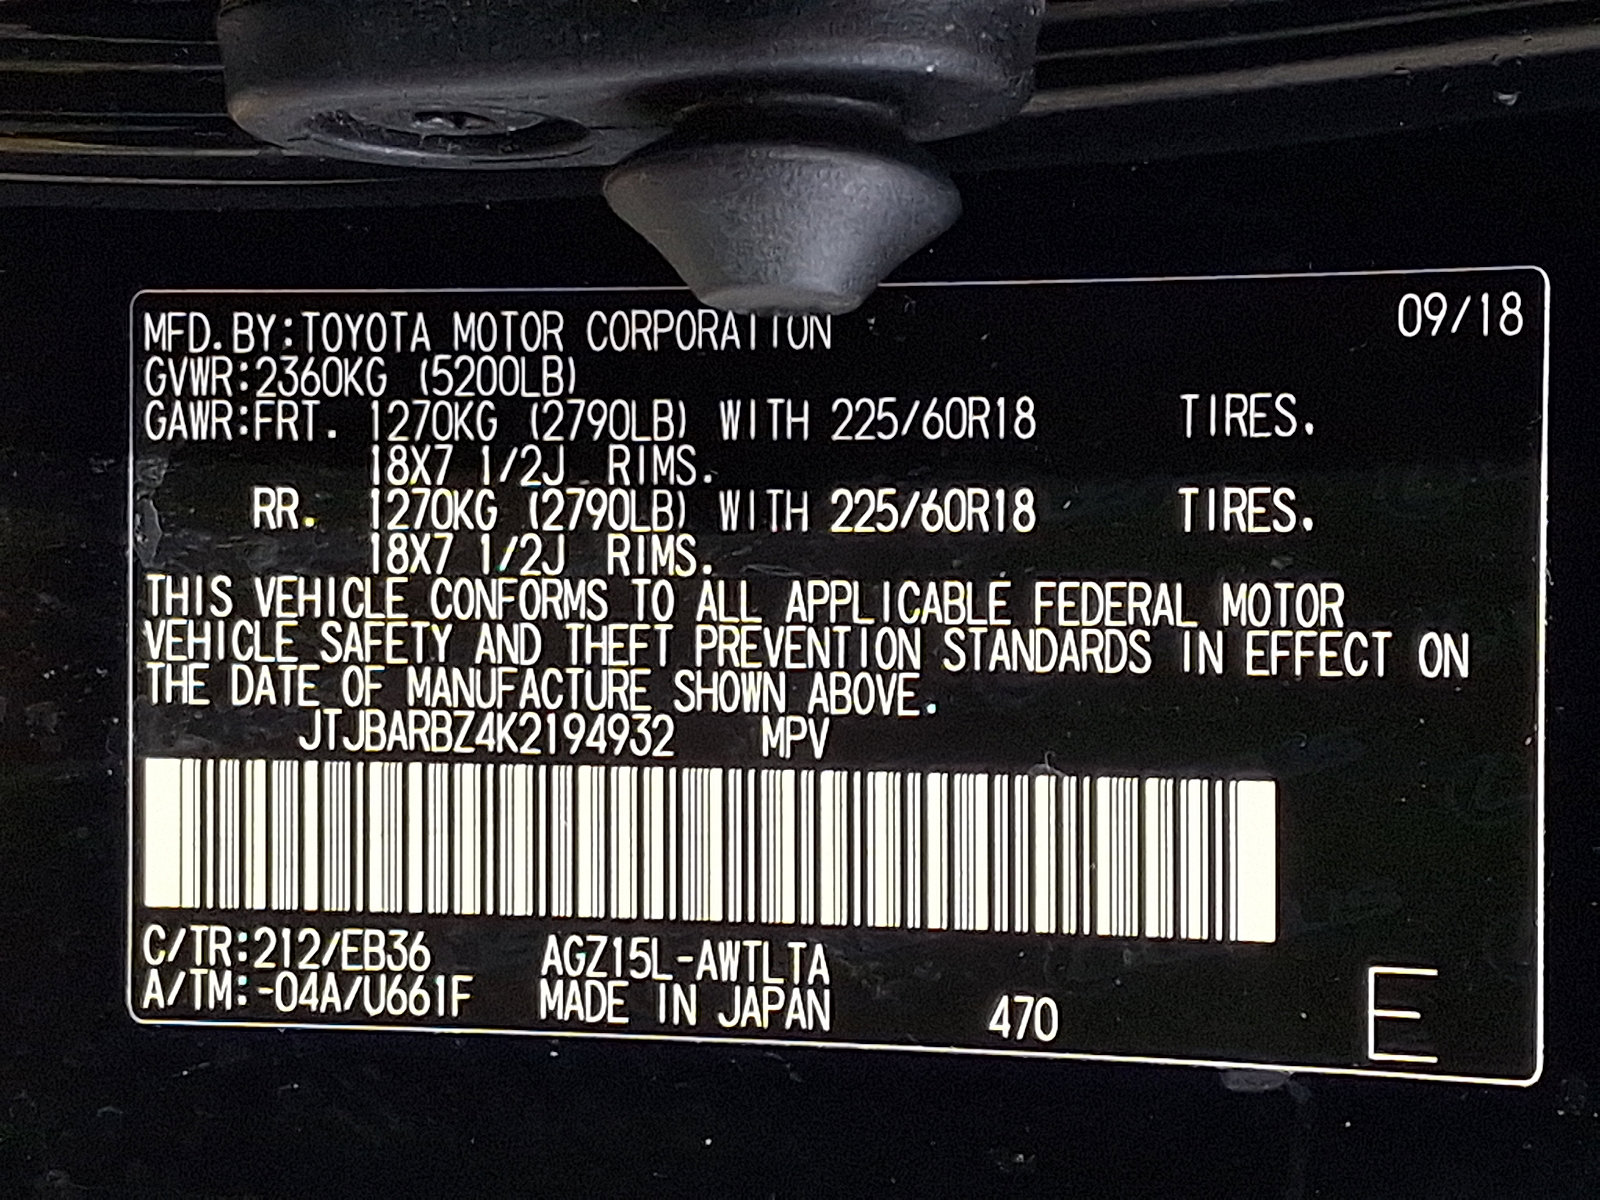 MFD.BY:TOYOTA MOTOR CORPORATION 09/18
GVWR:2360KG (5200LB)
GAWR:FRT. 1270KG (2790LB) WITH 225/60R18 TIRES.
18X7 1/2J RIMS.
RR. 1270KG (2790LB) WITH 225/60R18 TIRES.
18X7 1/2J RIMS.
THIS VEHICLE CONFORMS TO ALL APPLICABLE FEDERAL MOTOR
VEHICLE SAFETY AND THEFT PREVENTION STANDARDS IN EFFECT ON
THE DATE OF MANUFACTURE SHOWN ABOVE.
JTJBARBZ4K2194932 MPV
C/TR:212/EB36 AGZ15L-AWTLTA
A/TM:-04A/U661F MADE IN JAPAN 470 E